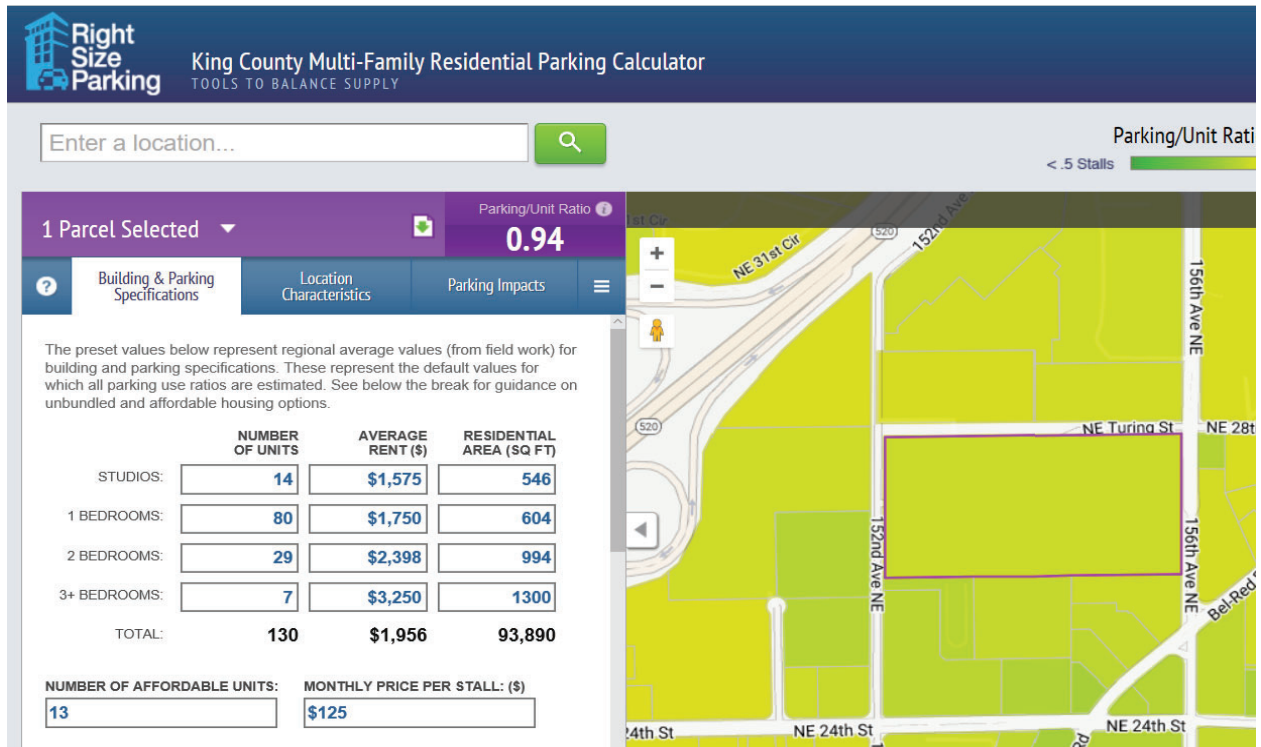 Right
Size
Parking
King County Multi-Family Residential Parking Calculator
TOOLS TO BALANCE SUPPLY
Enter a location...
Parking/Unit Rati
< .5 Stalls
1 Parcel Selected
Parking/Unit Ratio
0.94
Building & Parking
Specifications
Location
Characteristics
Parking Impacts
The preset values below represent regional average values (from field work) for
building and parking specifications. These represent the default values for
which all parking use ratios are estimated. See below the break for guidance on
unbundled and affordable housing options.
NUMBER
OF UNITS
AVERAGE
RENT ($)
RESIDENTIAL
AREA (SQ FT)
STUDIOS: 14 $1,575 546
1 BEDROOMS: 80 $1,750 604
2 BEDROOMS: 29 $2,398 994
3+ BEDROOMS: 7 $3,250 1300
TOTAL: 130 $1,956 93,890
NUMBER OF AFFORDABLE UNITS: MONTHLY PRICE PER STALL: ($)
13 $125
1st Cir
NE 31st Cir
520
152nd Ave
156th Ave NE
520
NE Turing St
NE 28t
152nd Ave NE
156th Ave NE
Bel-Red
24th St
NE 24th St
NE 24th St
Rd
+
−
?
i